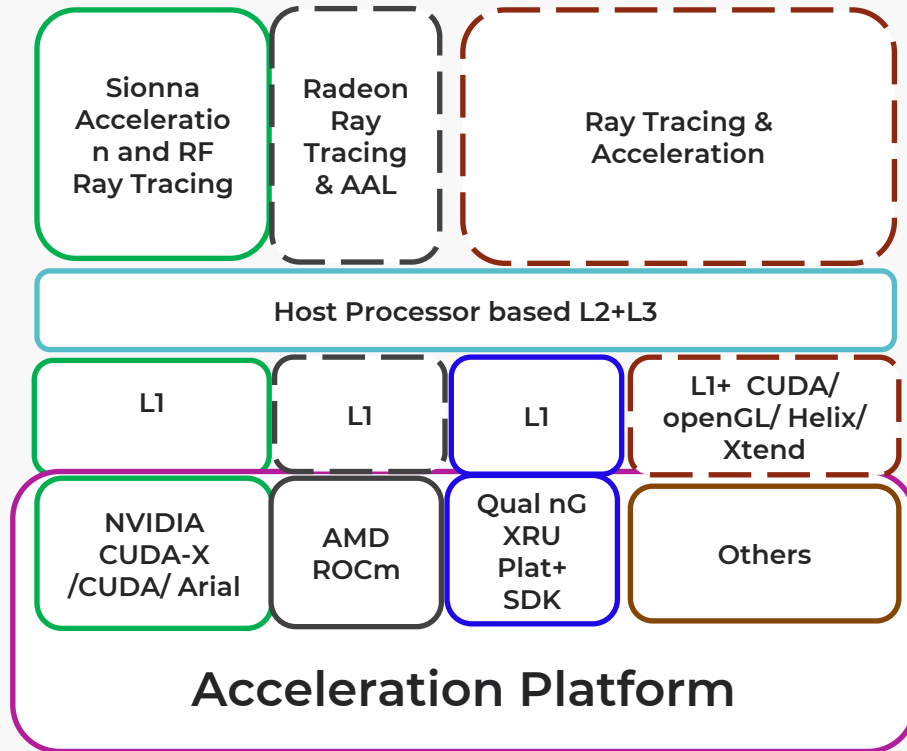 Sionna
Acceleratio
n and RF
Ray Tracing
Radeon
Ray
Tracing
& AAL
Ray Tracing &
Acceleration
Host Processor based L2+L3
L1
L1
L1
L1+ CUDA/
openGL/ Helix/
Xtend
NVIDIA
CUDA-X
/CUDA/ Arial
AMD
ROCm
Qual nG
XRU
Plat+
SDK
Others
Acceleration Platform